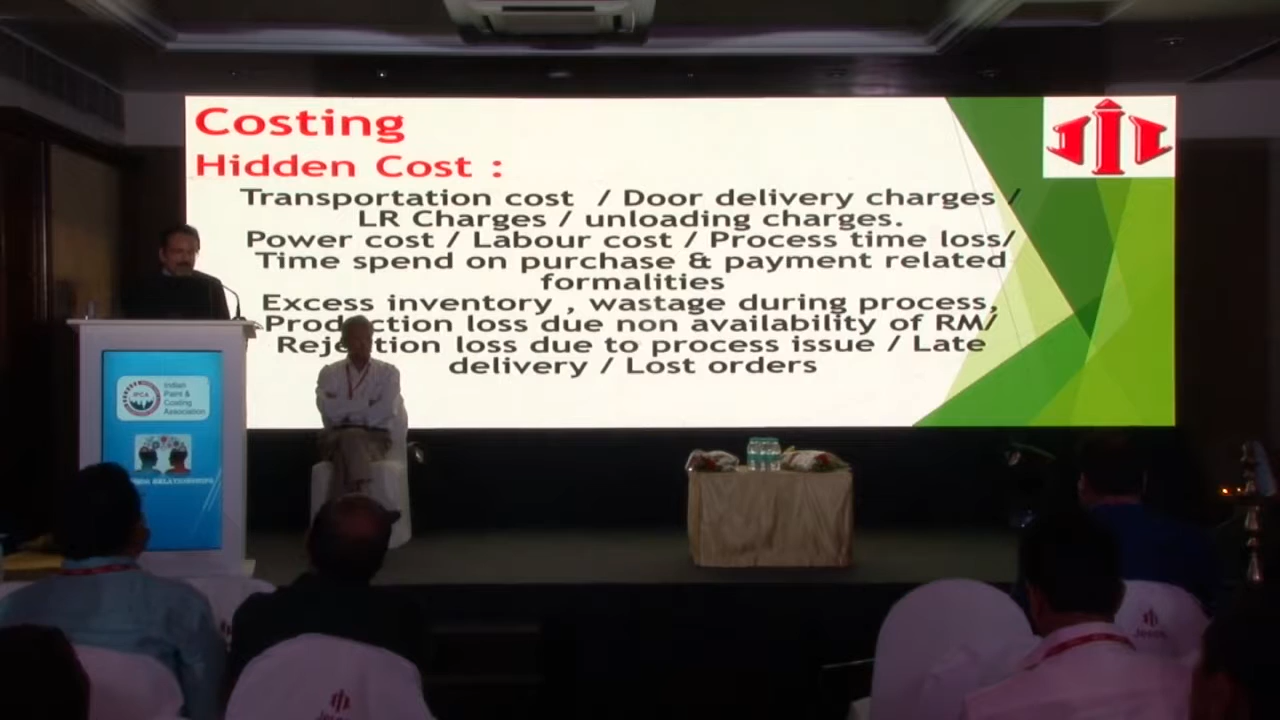 Costing
Hidden Cost :
Transportation cost / Door delivery charges /
LR Charges / unloading charges.
Power cost / Labour cost / Process time loss/
Time spend on purchase & payment related
formalities
Excess inventory , wastage during process,
Production loss due non availability of RM/
Rejection loss due to process issue / Late
delivery / Lost orders
IPCA
Indian
Paint &
Coating
Association
RELATIONSHIPS